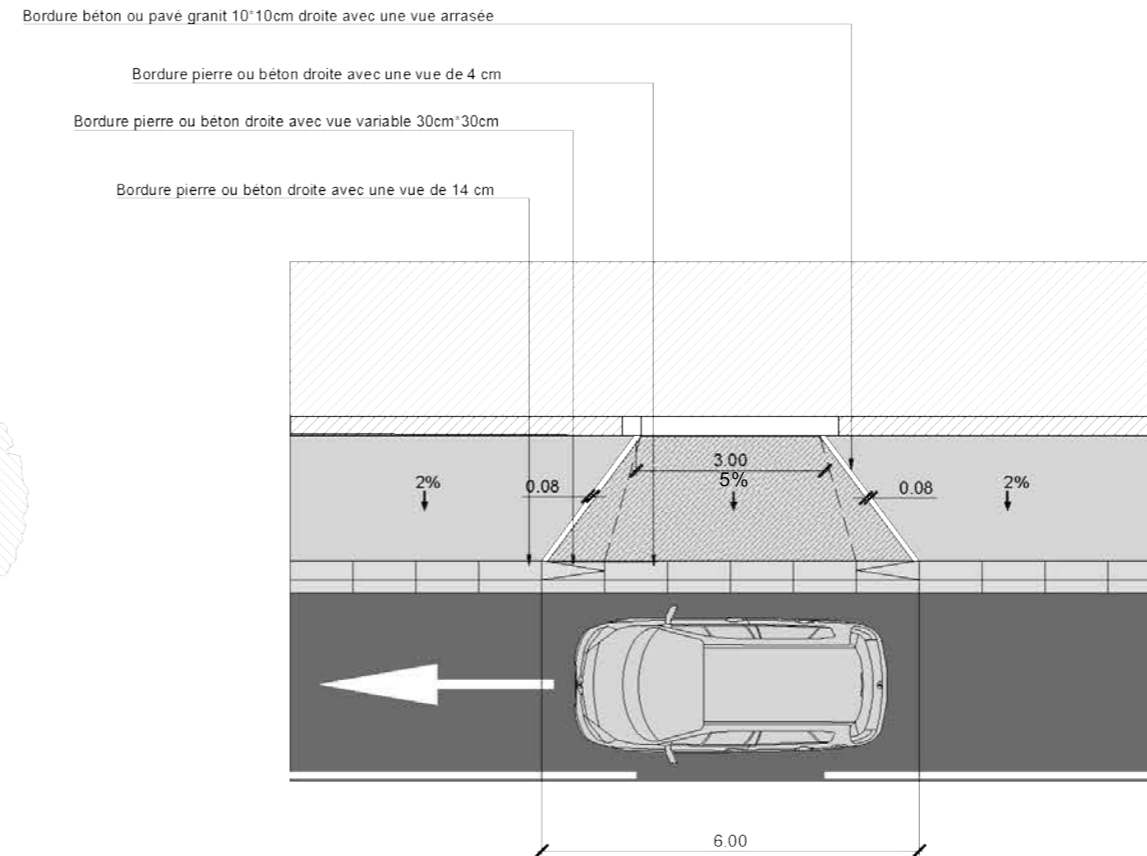 Bordure béton ou pavé granit 10*10cm droite avec une vue arrasée
Bordure pierre ou béton droite avec une vue de 4 cm
Bordure pierre ou béton droite avec vue variable 30cm*30cm
Bordure pierre ou béton droite avec une vue de 14 cm
3.00
2%
0.08
5%
0.08
2%
6.00